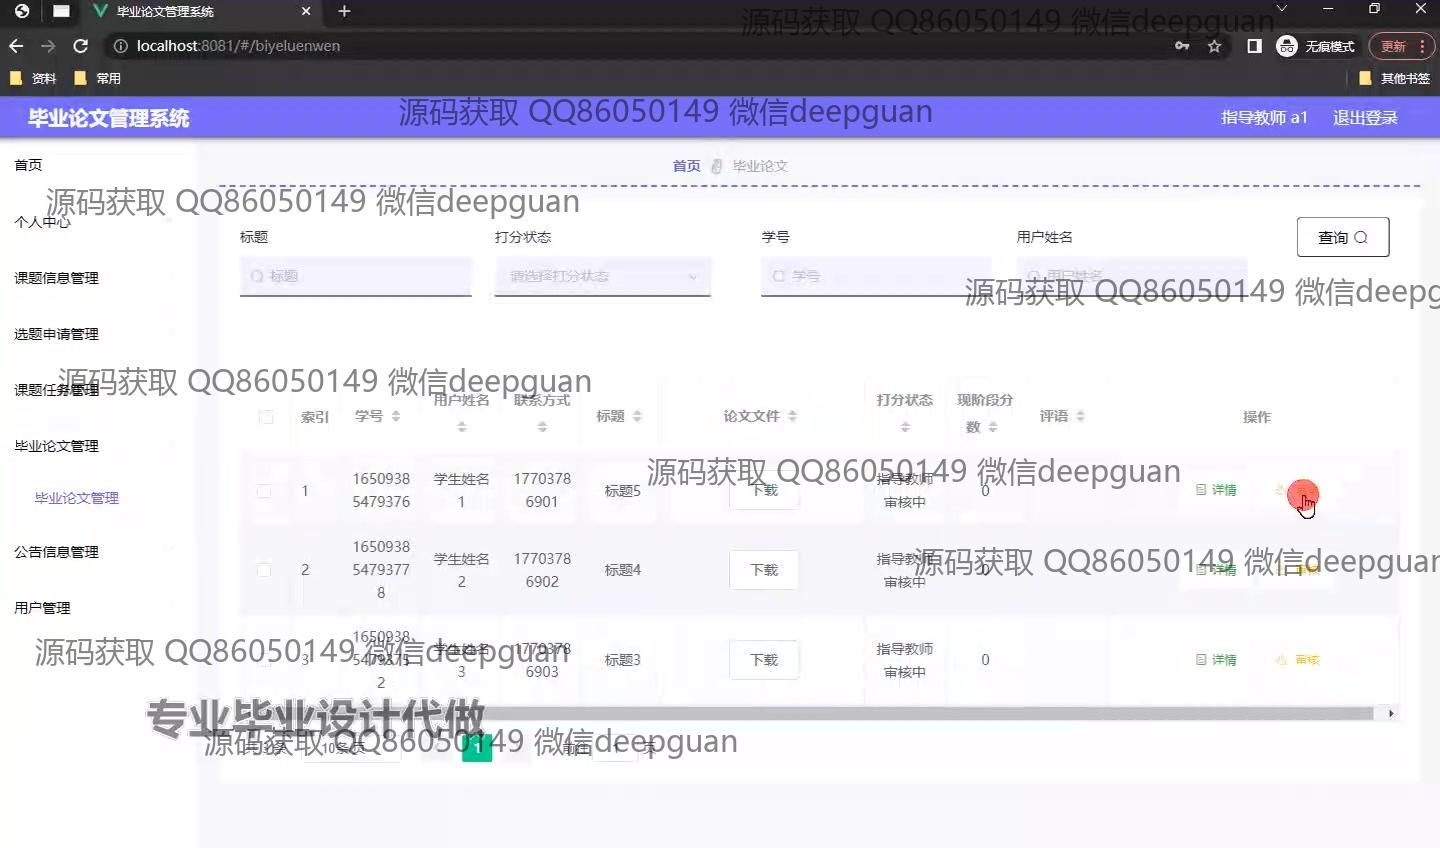 毕业论文管理系统
localhost:8081/#/biyeluenwen
无痕模式
更新
资料
常用
其他书签
源码获取 QQ86050149 微信deepguan
毕业论文管理系统
源码获取 QQ86050149 微信deepguan
指导教师 a1
退出登录
首页
首页
毕业论文
源码获取 QQ86050149 微信deepguan
个人中心
标题
打分状态
学号
用户姓名
查询
标题
请选择打分状态
学号
用户姓名
课题信息管理
源码获取 QQ86050149 微信deepg
选题申请管理
源码获取 QQ86050149 微信deepguan
课题任务管理
索引
学号
用户姓名
联系方式
标题
论文文件
打分状态
现阶段分
数
评语
操作
毕业论文管理
毕业论文管理
源码获取 QQ86050149 微信deepguan
1
1650938
5479376
学生姓名
1
1770378
6901
标题5
下载
指导教师
审核中
0
详情
公告信息管理
2
1650938
5479377
8
学生姓名
2
1770378
6902
标题4
下载
指导教师
审核中
0
详情
审核
源码获取 QQ86050149 微信deepguan
用户管理
源码获取 QQ86050149 微信deepguan
3
1650938
2
学生姓名
3
1770378
6903
标题3
下载
指导教师
审核中
0
详情
审核
专业毕业设计代做
源码获取 QQ86050149 微信deepguan
10条/页
1
前往
1
页